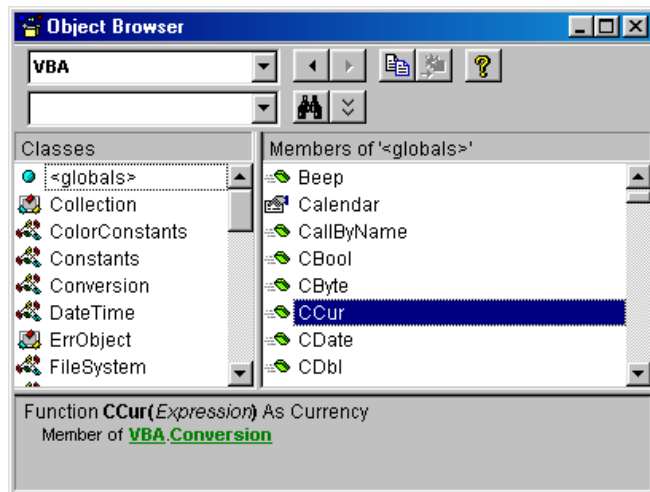 Object Browser
VBA
Classes
Members of '<globals>'
<globals>
Collection
ColorConstants
Constants
Conversion
DateTime
ErrObject
FileSystem
Beep
Calendar
CallByName
CBool
CByte
CCur
CDate
CDbl
Function CCur(Expression) As Currency
Member of VBA.Conversion